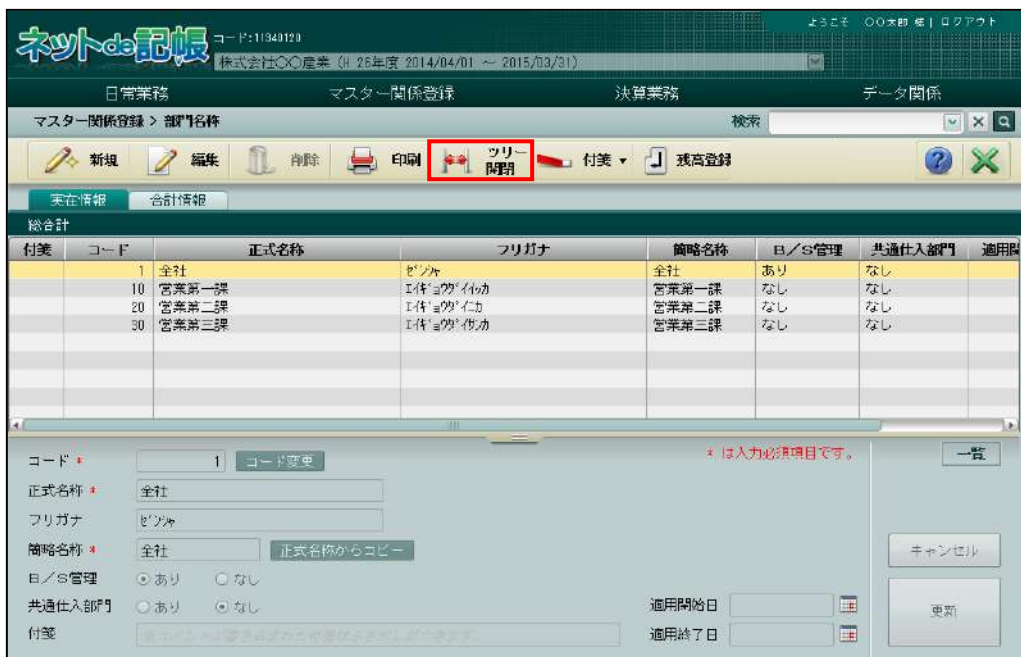 ようこそ 〇〇太郎 様 | ログアウト
ネットde記帳 コード:11340120
株式会社〇〇産業 (H 26年度 2014/04/01 ～ 2015/03/31)
日常業務 マスター関係登録 決算業務 データ関係
マスター関係登録 > 部門名称 検索
新規 編集 削除 印刷 ツリー開閉 付箋 ▼ 残高登録
実在情報 合計情報
総合計
付箋 コード 正式名称 フリガナ 簡略名称 B／S管理 共通仕入部門 適用開
1 全社 ｾﾞﾝｼｬ 全社 あり なし
10 営業第一課 ｴｲｷﾞｮｳﾀﾞｲｲｯｶ 営業第一課 なし なし
20 営業第二課 ｴｲｷﾞｮｳﾀﾞｲﾆｶ 営業第二課 なし なし
30 営業第三課 ｴｲｷﾞｮｳﾀﾞｲｻﾝｶ 営業第三課 なし なし
コード * 1 コード変更 * は入力必須項目です。 一覧
正式名称 * 全社
フリガナ ｾﾞﾝｼｬ
簡略名称 * 全社 正式名称からコピー キャンセル
B／S管理 あり なし
共通仕入部門 あり なし 適用開始日 更新
付箋 適用終了日